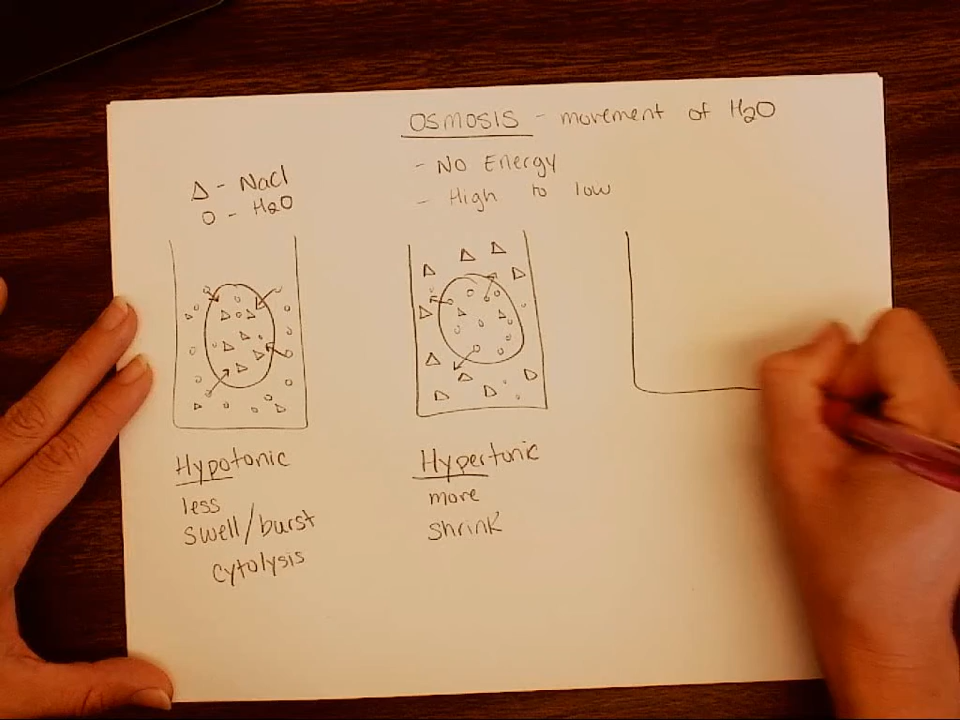 OSMOSIS - movement of H2O
- No Energy
- High to low
Δ - NaCl
O - H2O
Hypotonic
less
swell/burst
cytolysis
Hypertonic
more
shrink